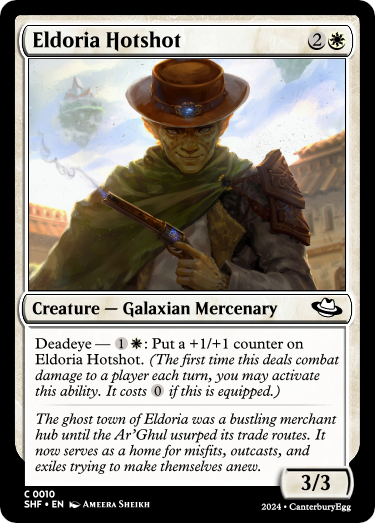 Eldoria Hotshot 2
Creature — Galaxian Mercenary
Deadeye — 1: Put a +1/+1 counter on
Eldoria Hotshot. (The first time this deals combat
damage to a player each turn, you may activate
this ability. It costs 0 if this is equipped.)
The ghost town of Eldoria was a bustling merchant
hub until the Ar'Ghul usurped its trade routes. It
now serves as a home for misfits, outcasts, and
exiles trying to make themselves anew.
3/3
C 0010
SHF • EN Ameera Sheikh
2024 • CanterburyEgg